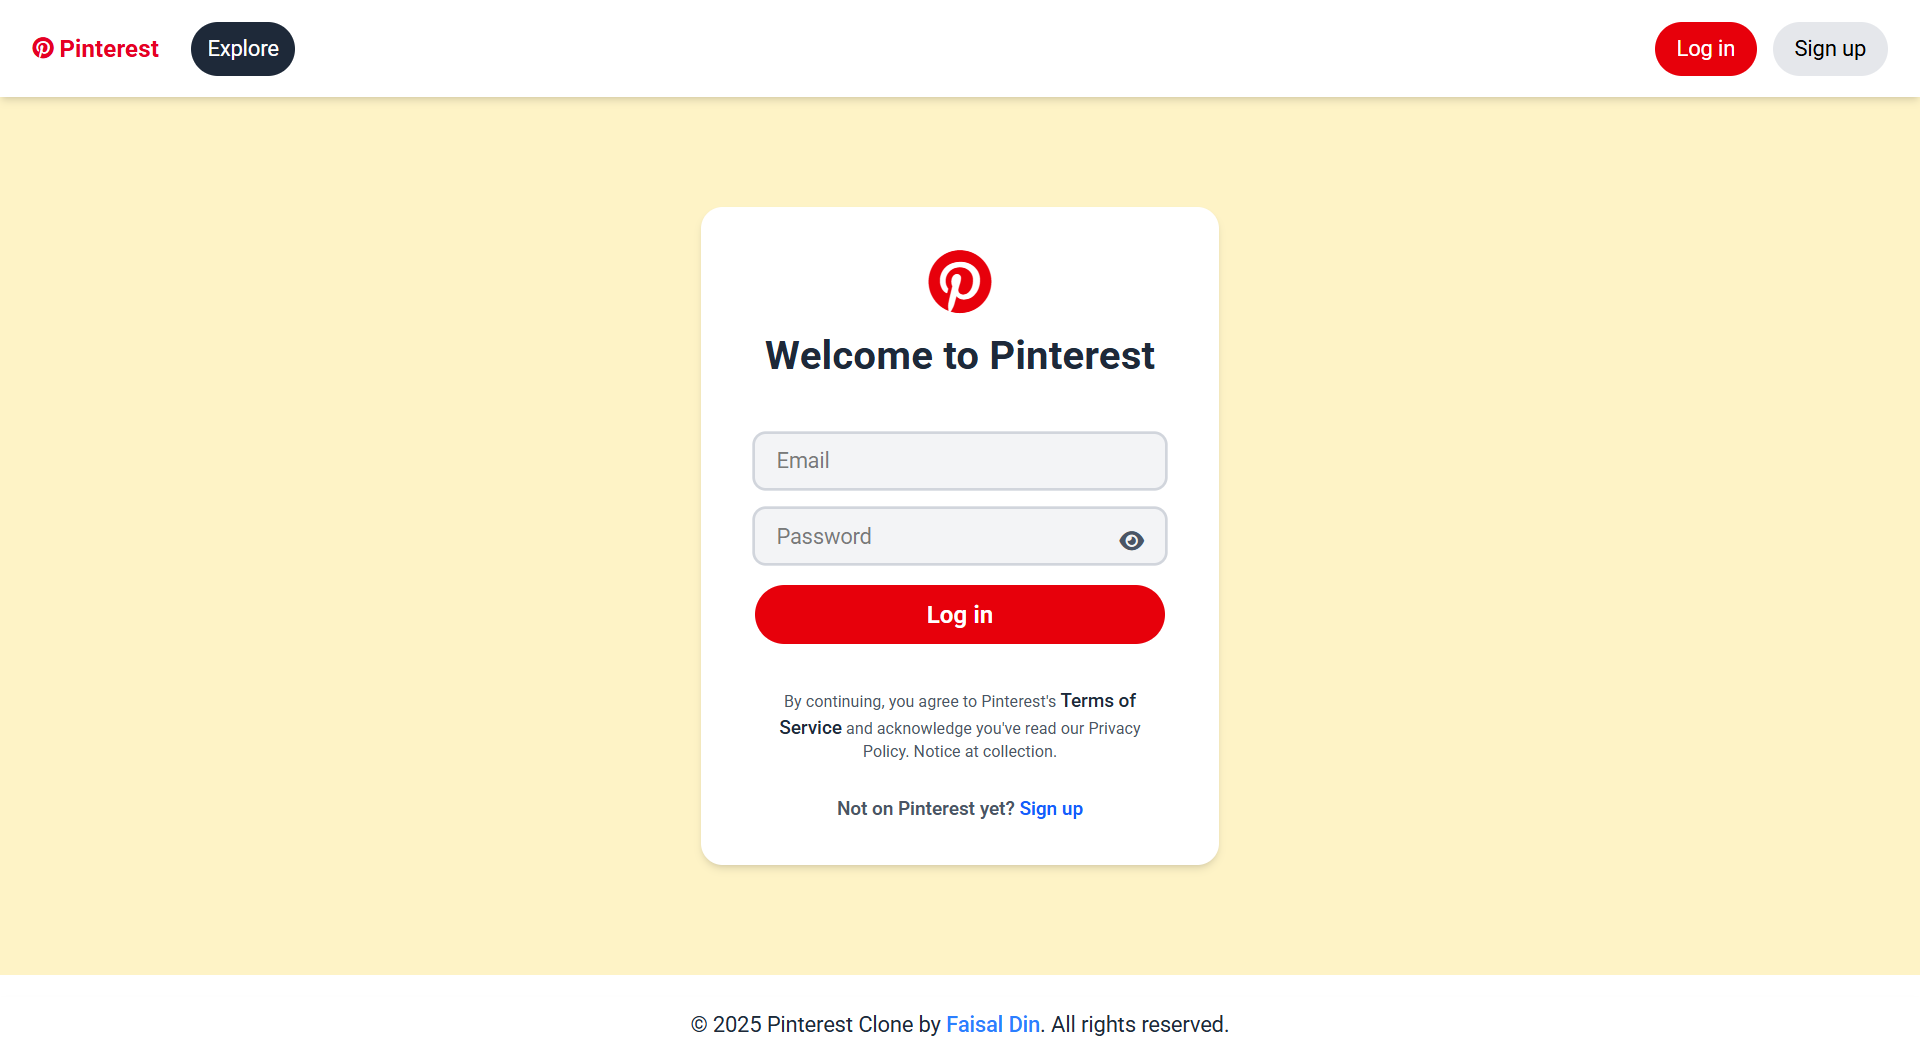 Pinterest
Explore
Log in
Sign up
Welcome to Pinterest
Email
Password
Log in
By continuing, you agree to Pinterest's Terms of
Service and acknowledge you've read our Privacy
Policy. Notice at collection.
Not on Pinterest yet? Sign up
© 2025 Pinterest Clone by Faisal Din. All rights reserved.